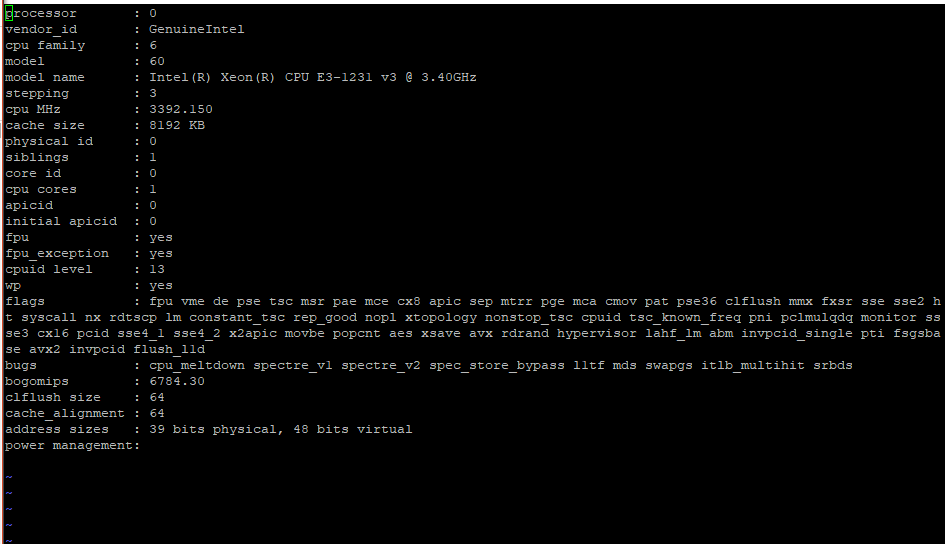 processor       : 0
vendor_id       : GenuineIntel
cpu family      : 6
model           : 60
model name      : Intel(R) Xeon(R) CPU E3-1231 v3 @ 3.40GHz
stepping        : 3
cpu MHz         : 3392.150
cache size      : 8192 KB
physical id     : 0
siblings        : 1
core id         : 0
cpu cores       : 1
apicid          : 0
initial apicid  : 0
fpu             : yes
fpu_exception   : yes
cpuid level     : 13
wp              : yes
flags           : fpu vme de pse tsc msr pae mce cx8 apic sep mtrr pge mca cmov pat pse36 clflush mmx fxsr sse sse2 h
t syscall nx rdtscp lm constant_tsc rep_good nopl xtopology nonstop_tsc cpuid tsc_known_freq pni pclmulqdq monitor ss
se3 cx16 pcid sse4_1 sse4_2 x2apic movbe popcnt aes xsave avx rdrand hypervisor lahf_lm abm invpcid_single pti fsgsba
se avx2 invpcid flush_l1d
bugs            : cpu_meltdown spectre_v1 spectre_v2 spec_store_bypass l1tf mds swapgs itlb_multihit srbds
bogomips        : 6784.30
clflush size    : 64
cache_alignment : 64
address sizes   : 39 bits physical, 48 bits virtual
power management:
~
~
~
~
~